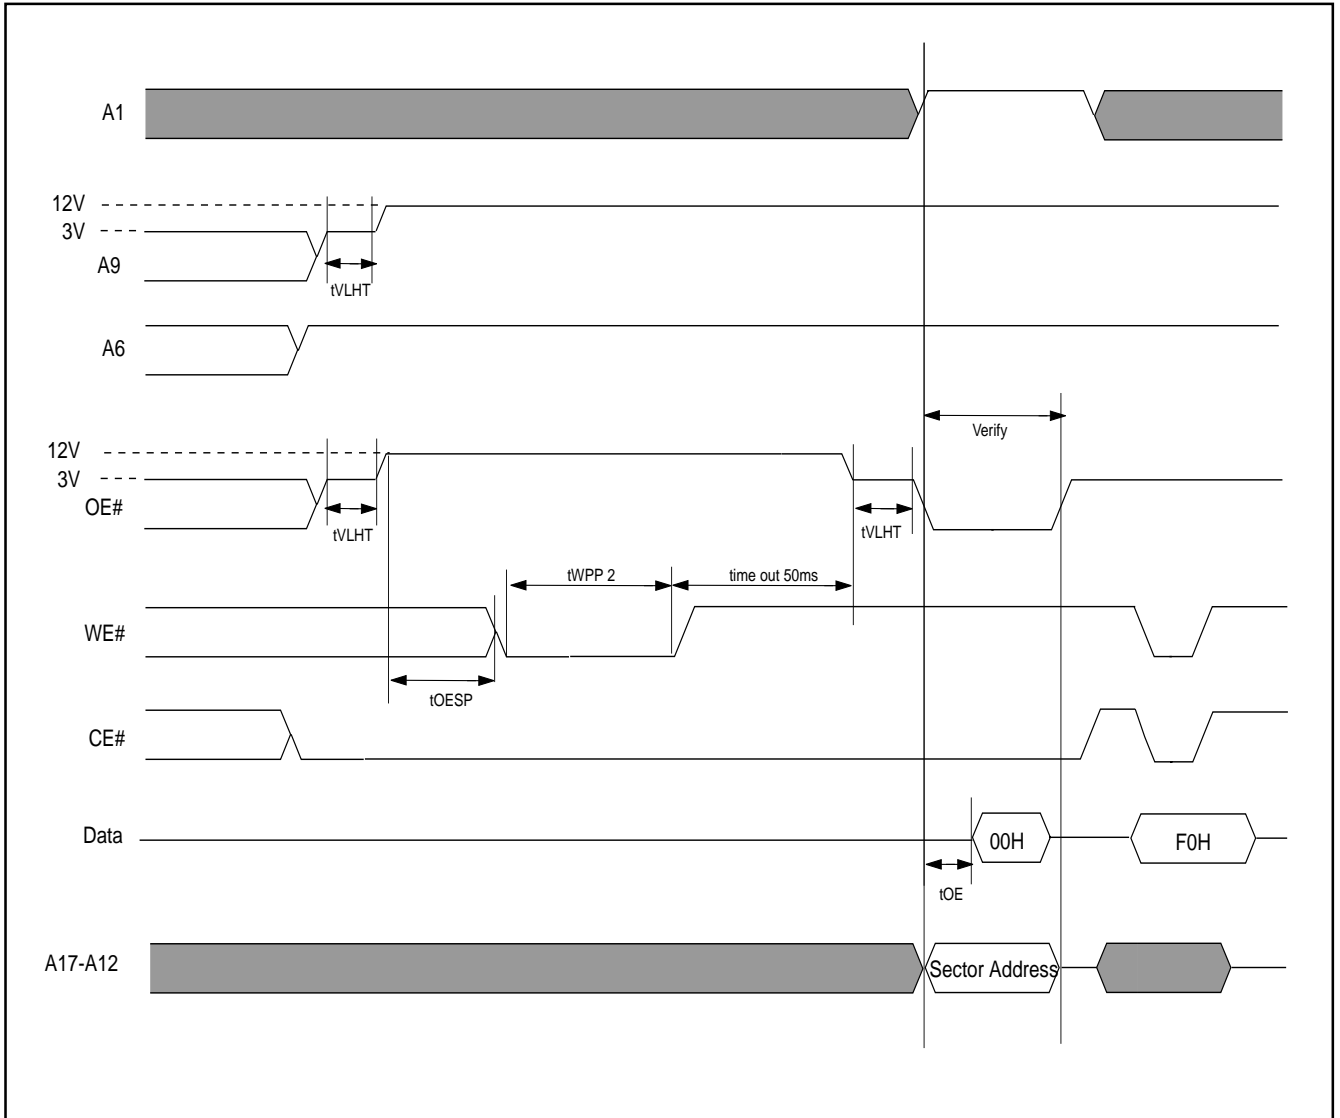 A1
12V
3V
A9
tVLHT
A6
Verify
12V
3V
OE#
tVLHT
tVLHT
tWPP 2
time out 50ms
WE#
tOESP
CE#
Data
00H
F0H
tOE
A17-A12
Sector Address